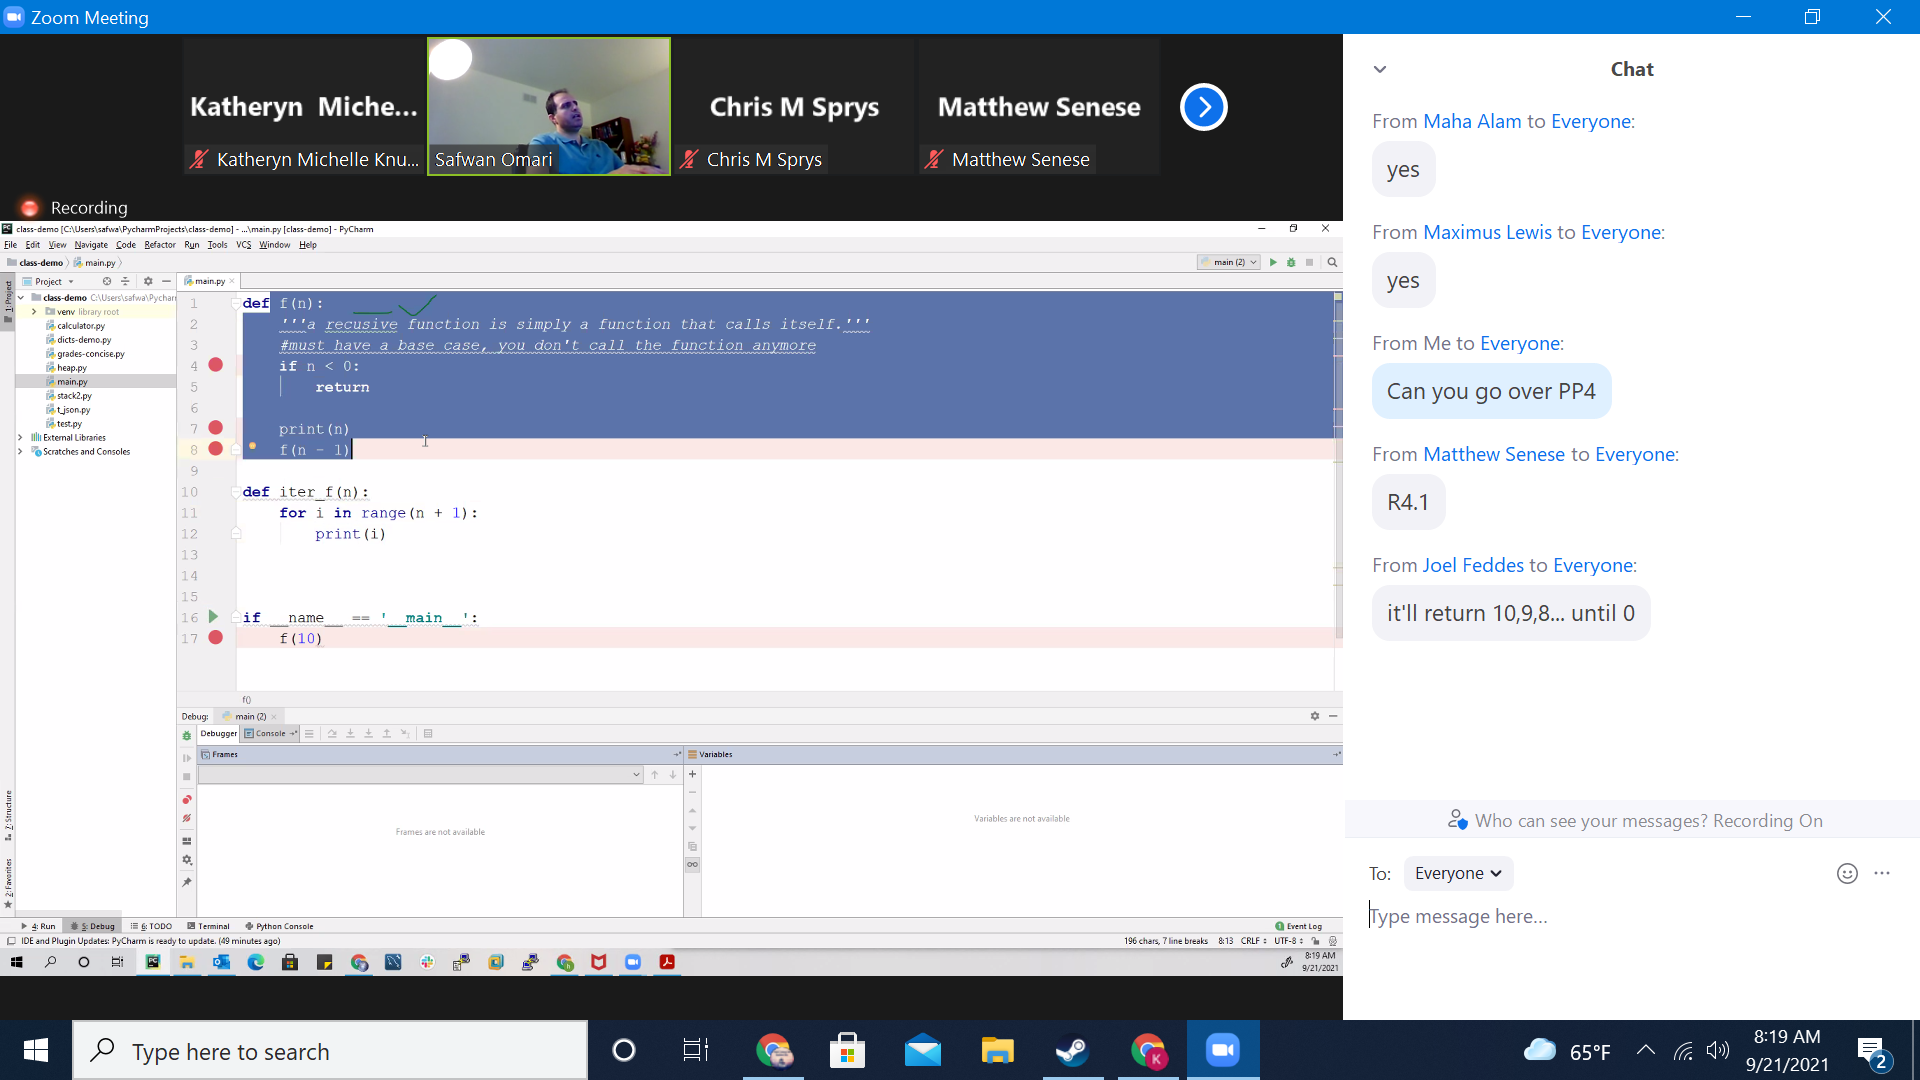 Zoom Meeting
Katheryn Miche...
Katheryn Michelle Knu...
Safwan Omari
Chris M Sprys
Chris M Sprys
Matthew Senese
Matthew Senese
Recording
class-demo [C:\Users\safwa\PycharmProjects\class-demo] - ...\main.py [class-demo] - PyCharm
File Edit View Navigate Code Refactor Run Tools VCS Window Help
class-demo main.py
main (2)
1: Project
Project
main.py
class-demo C:\Users\safwa\Pychar
venv library root
calculator.py
dicts-demo.py
grades-concise.py
heap.py
main.py
stack2.py
t_json.py
test.py
External Libraries
Scratches and Consoles
1 def f(n):
2 '''a recusive function is simply a function that calls itself.'''
3 #must have a base case, you don't call the function anymore
4 if n < 0:
5 return
6
7 print(n)
8 f(n - 1)
9
10 def iter_f(n):
11 for i in range(n + 1):
12 print(i)
13
14
15
16 if __name__ == '__main__':
17 f(10)
f()
Debug: main (2)
Debugger Console
Frames
Variables
Frames are not available
Variables are not available
7: Structure
2: Favorites
4: Run 5: Debug 6: TODO Terminal Python Console
1 Event Log
IDE and Plugin Updates: PyCharm is ready to update. (49 minutes ago)
196 chars, 7 line breaks 8:13 CRLF UTF-8
8:19 AM
9/21/2021
Chat
From Maha Alam to Everyone:
yes
From Maximus Lewis to Everyone:
yes
From Me to Everyone:
Can you go over PP4
From Matthew Senese to Everyone:
R4.1
From Joel Feddes to Everyone:
it'll return 10,9,8... until 0
Who can see your messages? Recording On
To: Everyone
Type message here...
Type here to search
K
65°F
8:19 AM
9/21/2021
2